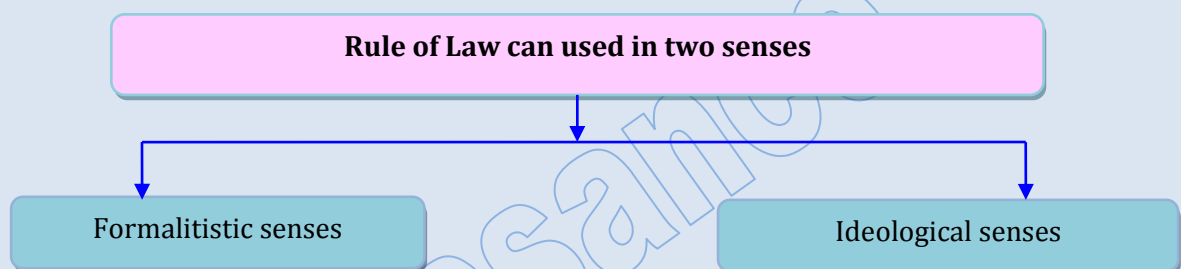 Rule of Law can used in two senses
Formalitistic senses
Ideological senses